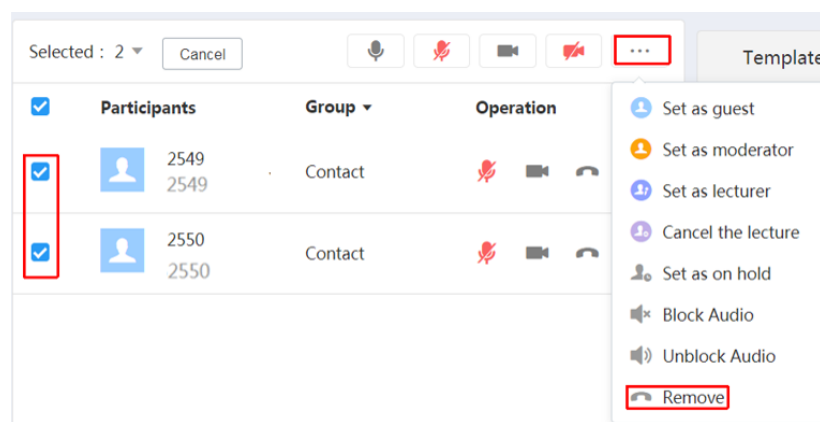 Selected : 2 Cancel ... Template
Participants Group Operation
2549 Contact
2549
2550 Contact
2550
Set as guest
Set as moderator
Set as lecturer
Cancel the lecture
Set as on hold
Block Audio
Unblock Audio
Remove